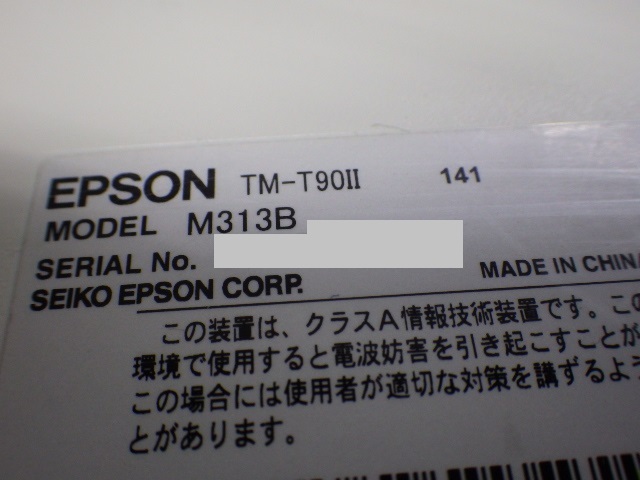 EPSON TM-T90II 141
MODEL M313B
SERIAL No.
MADE IN CHINA
SEIKO EPSON CORP.
この装置は、クラスA情報技術装置です。こ
環境で使用すると電波妨害を引き起こすことが
この場合には使用者が適切な対策を講ずるよう
とがあります。